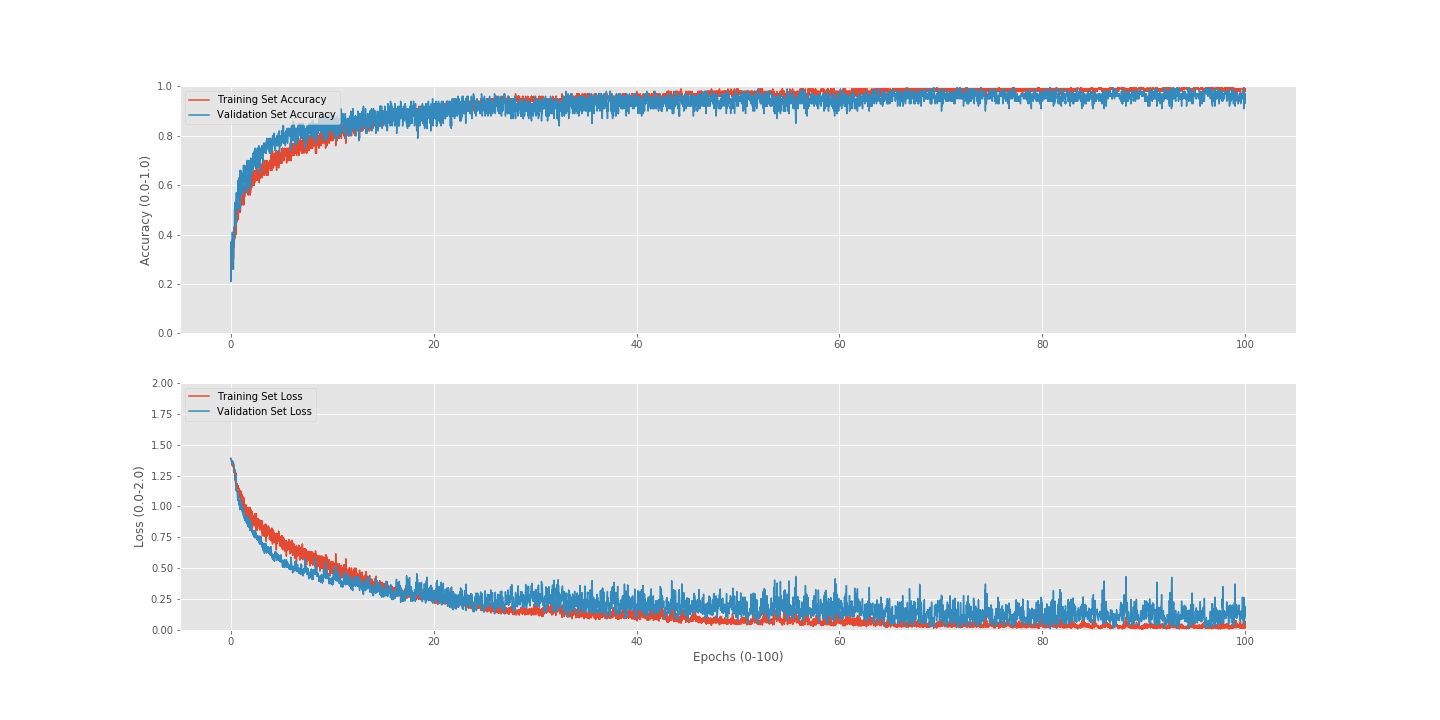 1.0
Training Set Accuracy
Validation Set Accuracy
0.8
0.6
0.4
0.2
0.0
Accuracy (0.0-1.0)
0 20 40 60 80 100
2.00
Training Set Loss
Validation Set Loss
1.75
1.50
1.25
1.00
0.75
0.50
0.25
0.00
Loss (0.0-2.0)
0 20 40 60 80 100
Epochs (0-100)